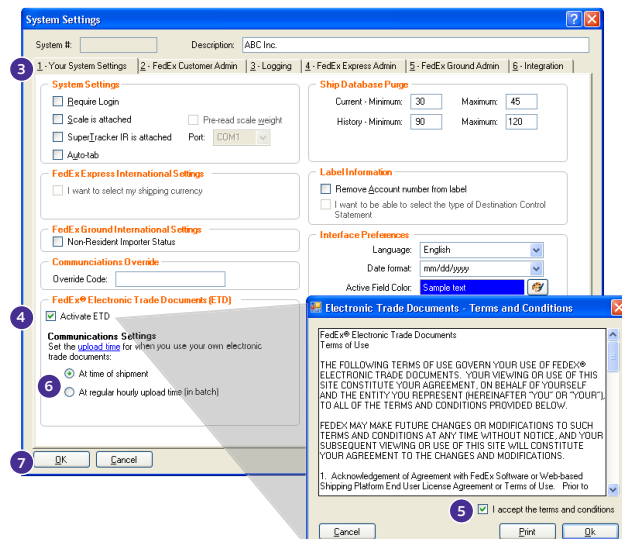 System Settings
System #:
Description: ABC Inc.
3
1 - Your System Settings 2 - FedEx Customer Admin 3 - Logging 4 - FedEx Express Admin 5 - FedEx Ground Admin 6 - Integration
System Settings
Require Login
Scale is attached Pre-read scale weight
SuperTracker IR is attached Port: COM1
Auto-tab
FedEx Express International Settings
I want to select my shipping currency
FedEx Ground International Settings
Non-Resident Importer Status
Communciations Override
Override Code:
FedEx® Electronic Trade Documents (ETD)
4
Activate ETD
Communications Settings
Set the upload time for when you use your own electronic
trade documents:
At time of shipment
6
At regular hourly upload time (in batch)
7
OK Cancel
Ship Database Purge
Current - Minimum: 30 Maximum: 45
History - Minimum: 90 Maximum: 120
Label Information
Remove Account number from label
I want to be able to select the type of Destination Control
Statement
Interface Preferences
Language: English
Date format: mm/dd/yyyy
Active Field Color: Sample text
Electronic Trade Documents - Terms and Conditions
FedEx® Electronic Trade Documents
Terms of Use
THE FOLLOWING TERMS OF USE GOVERN YOUR USE OF FEDEX®
ELECTRONIC TRADE DOCUMENTS. YOUR VIEWING OR USE OF THIS
SITE CONSTITUTE YOUR AGREEMENT, ON BEHALF OF YOURSELF
AND THE ENTITY YOU REPRESENT (HEREINAFTER "YOU" OR "YOUR"),
TO ALL OF THE TERMS AND CONDITIONS PROVIDED BELOW.
FEDEX MAY MAKE FUTURE CHANGES OR MODIFICATIONS TO SUCH
TERMS AND CONDITIONS AT ANY TIME WITHOUT NOTICE, AND YOUR
SUBSEQUENT VIEWING OR USE OF THIS SITE WILL CONSTITUTE
YOUR AGREEMENT TO THE CHANGES AND MODIFICATIONS.
1. Acknowledgement of Agreement with FedEx Software or Web-based
Shipping Platform End User License Agreement or Terms of Use. Prior to
5
I accept the terms and conditions
Cancel Print Ok